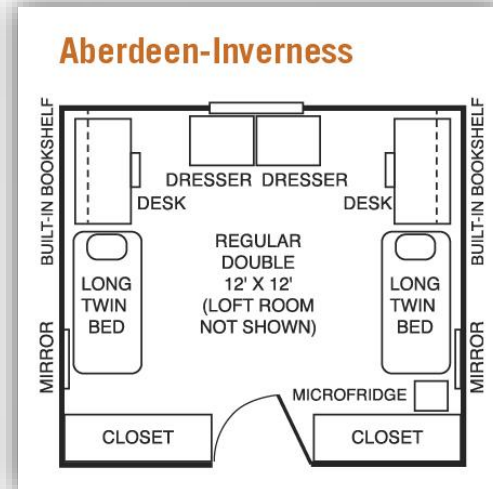 Aberdeen-Inverness
BUILT-IN BOOKSHELF
BUILT-IN BOOKSHELF
DRESSER DRESSER
DESK
DESK
REGULAR
DOUBLE
12' X 12'
(LOFT ROOM
NOT SHOWN)
LONG
TWIN
BED
LONG
TWIN
BED
MIRROR
MIRROR
MICROFRIDGE
CLOSET
CLOSET